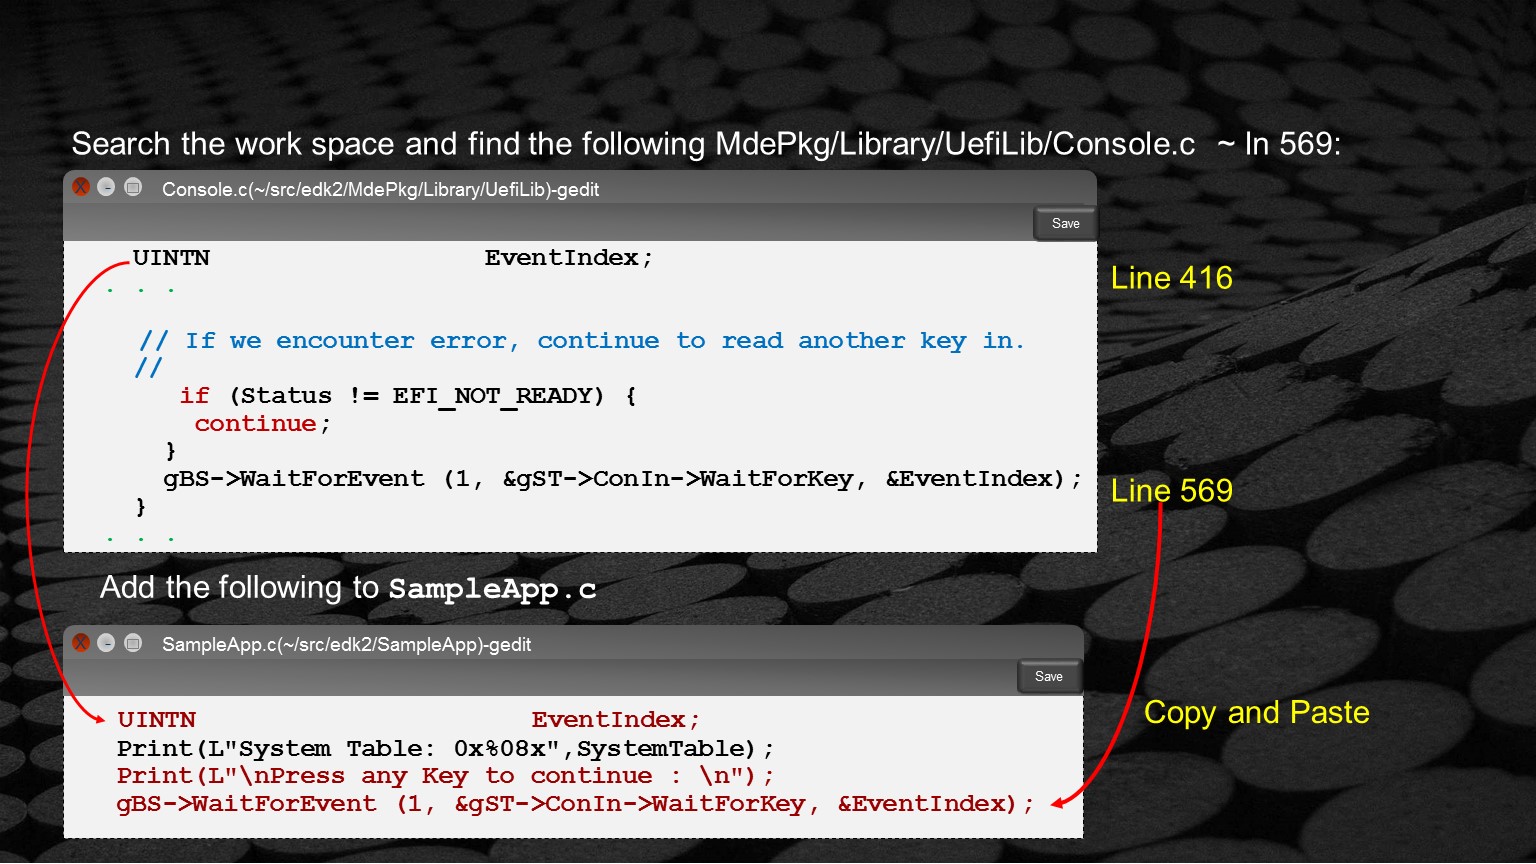 Search the work space and find the following MdePkg/Library/UefiLib/Console.c ~ ln 569:
X - Console.c(~/src/edk2/MdePkg/Library/UefiLib)-gedit
Save
UINTN EventIndex;
. . .
Line 416
// If we encounter error, continue to read another key in.
//
if (Status != EFI_NOT_READY) {
continue;
}
gBS->WaitForEvent (1, &gST->ConIn->WaitForKey, &EventIndex);
Line 569
}
. . .
Add the following to SampleApp.c
X - SampleApp.c(~/src/edk2/SampleApp)-gedit
Save
UINTN EventIndex;
Print(L"System Table: 0x%08x",SystemTable);
Print(L"\nPress any Key to continue : \n");
gBS->WaitForEvent (1, &gST->ConIn->WaitForKey, &EventIndex);
Copy and Paste